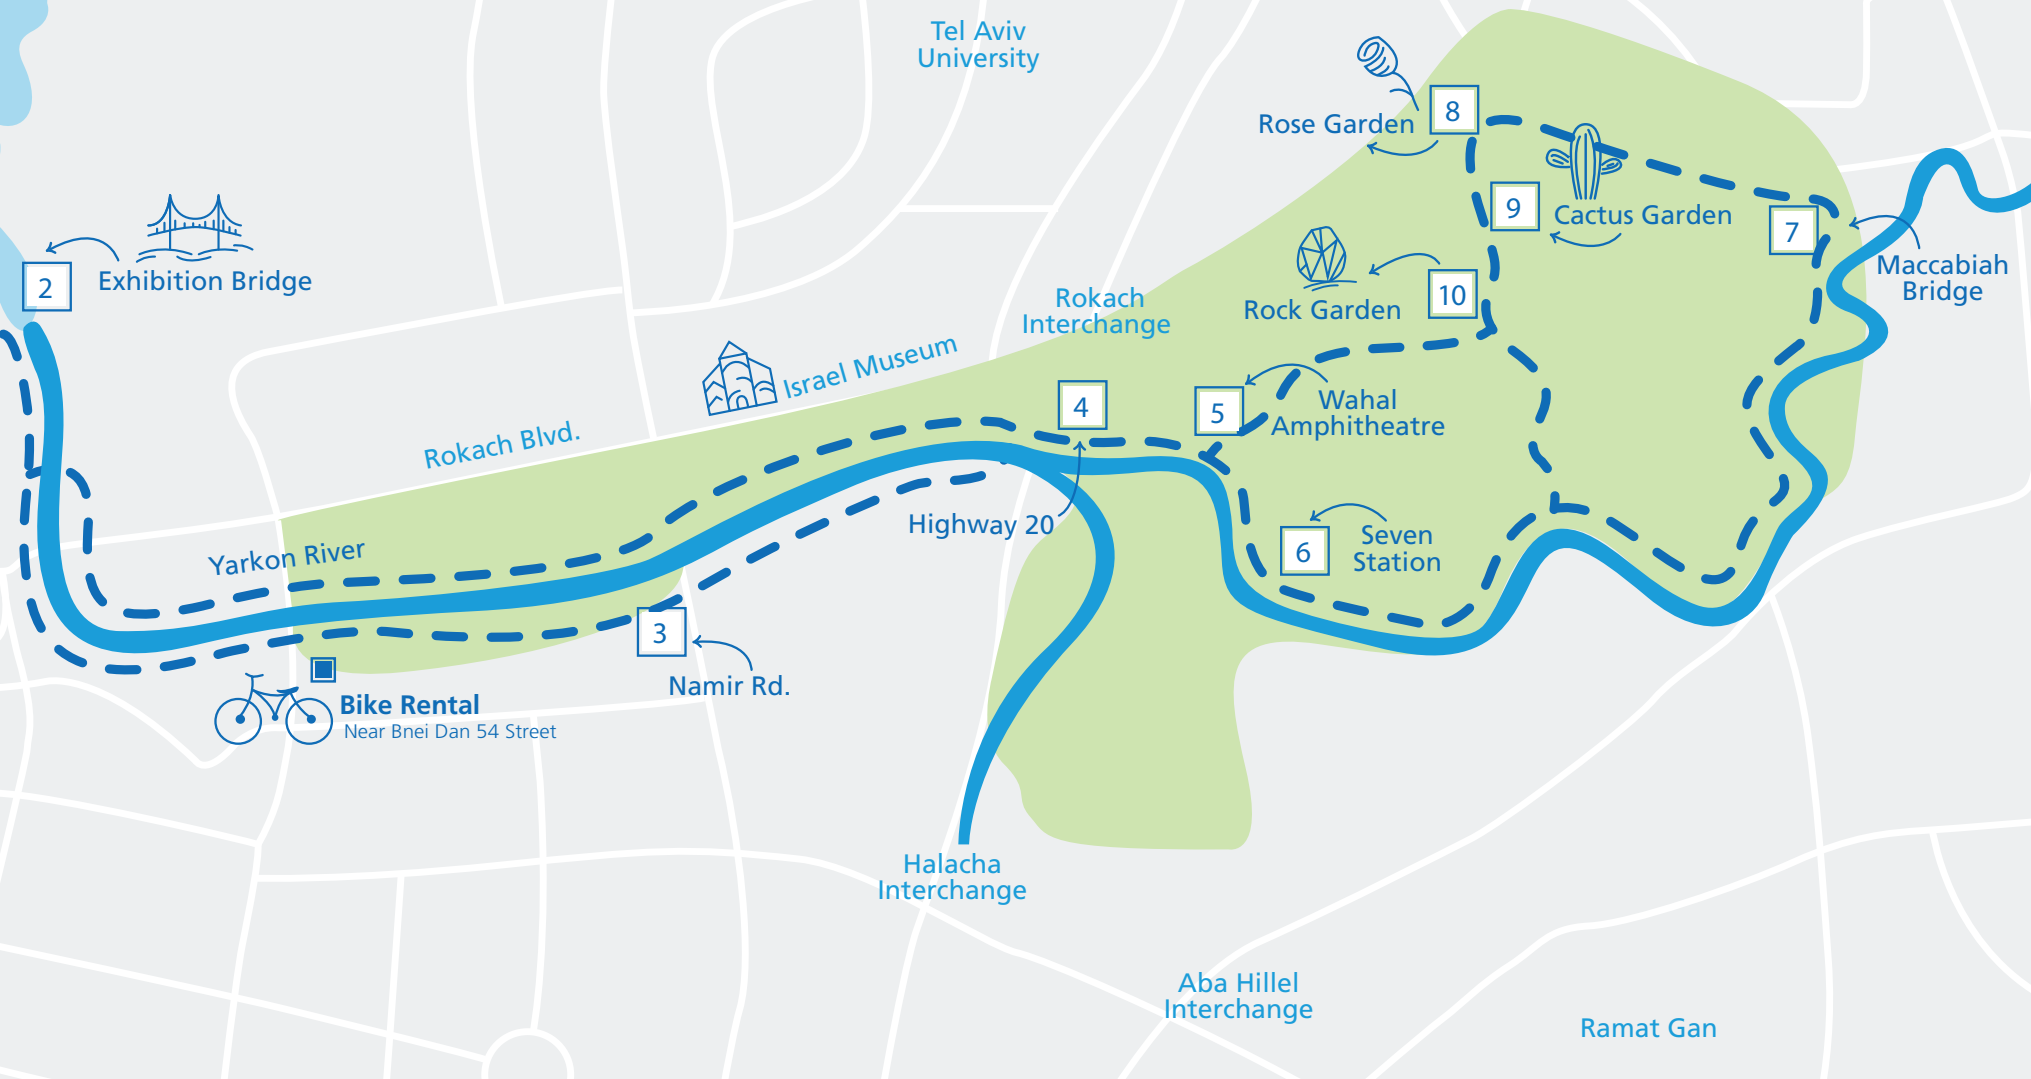 Tel Aviv
University
8
Rose Garden
9
Cactus Garden
7
Maccabiah
Bridge
2
Exhibition Bridge
10
Rock Garden
Rokach
Interchange
Israel Museum
Rokach Blvd.
4
5
Wahal
Amphitheatre
Highway 20
6
Seven
Station
Yarkon River
3
Namir Rd.
Bike Rental
Near Bnei Dan 54 Street
Halacha
Interchange
Aba Hillel
Interchange
Ramat Gan